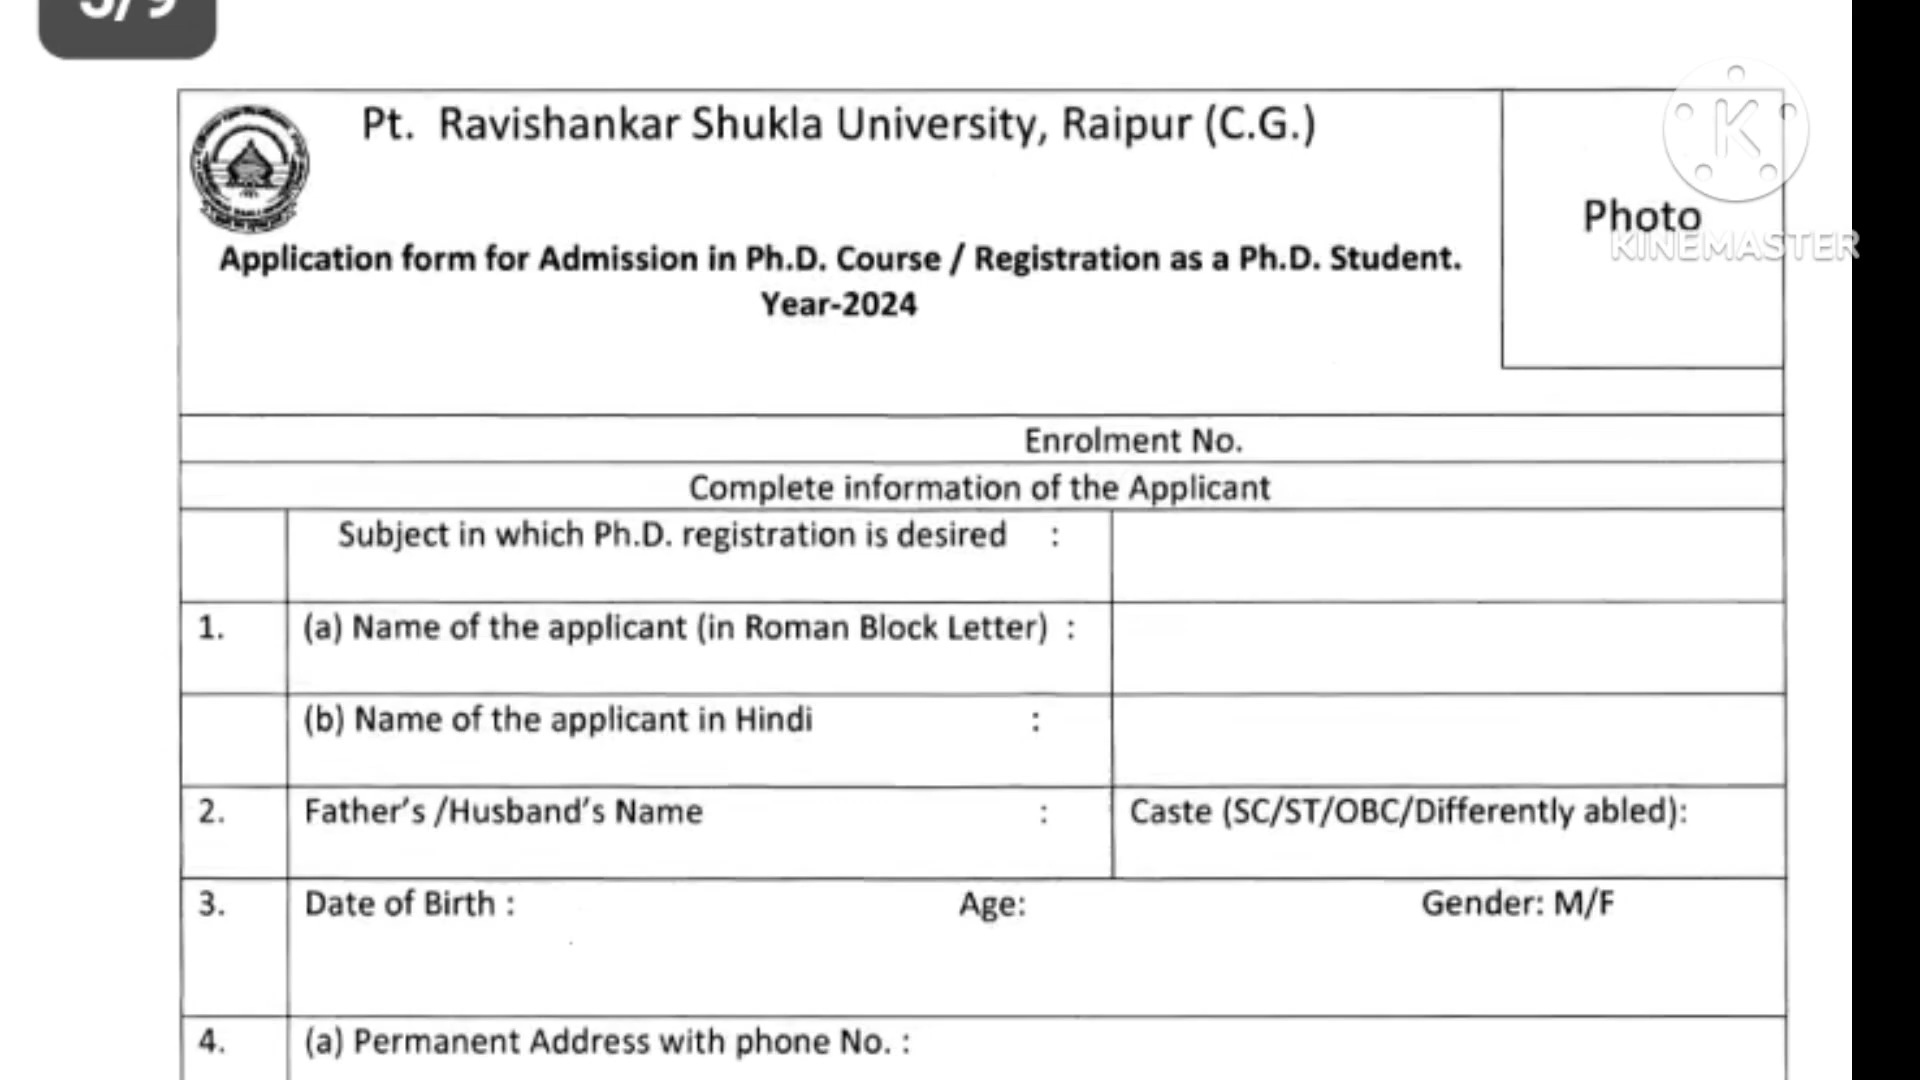 Pt. Ravishankar Shukla University, Raipur (C.G.)
Photo
KINEMASTER
Application form for Admission in Ph.D. Course / Registration as a Ph.D. Student.
Year-2024
Enrolment No.
Complete information of the Applicant
Subject in which Ph.D. registration is desired :
1. (a) Name of the applicant (in Roman Block Letter) :
(b) Name of the applicant in Hindi :
2. Father's /Husband's Name : Caste (SC/ST/OBC/Differently abled):
3. Date of Birth : Age: Gender: M/F
4. (a) Permanent Address with phone No. :